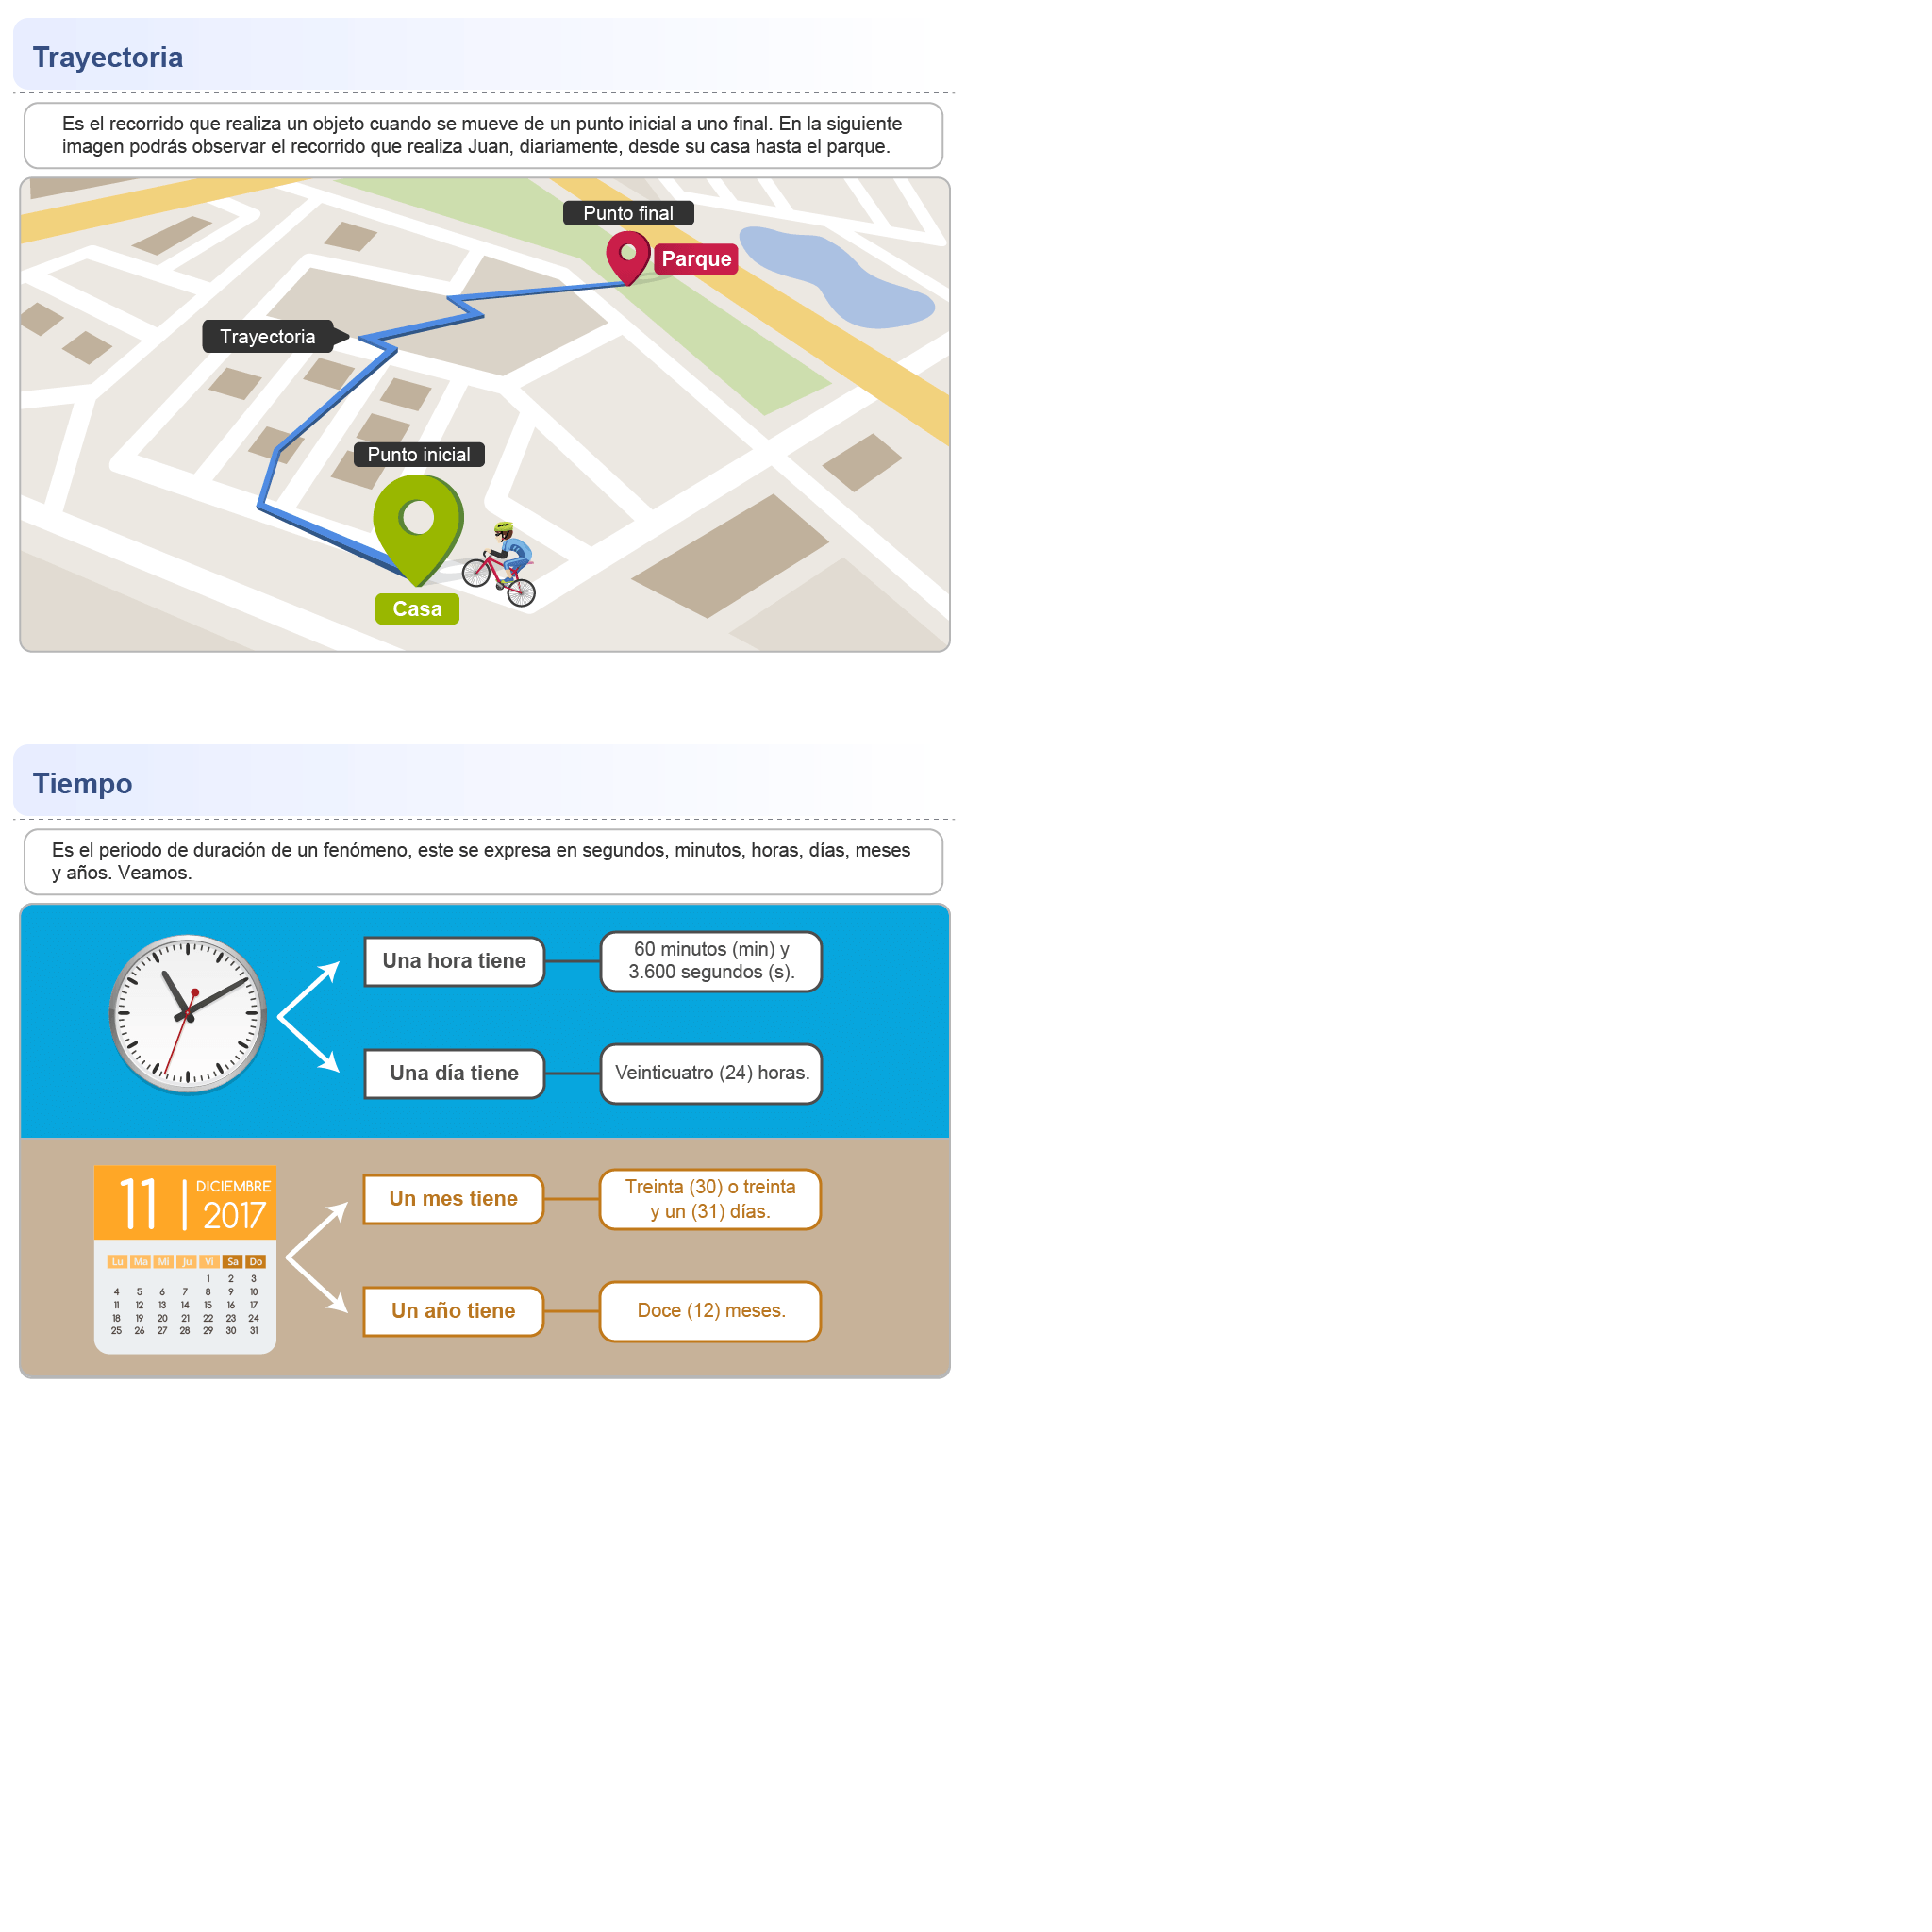 Trayectoria
Es el recorrido que realiza un objeto cuando se mueve de un punto inicial a uno final. En la siguiente
imagen podrás observar el recorrido que realiza Juan, diariamente, desde su casa hasta el parque.
Punto final
Parque
Trayectoria
Punto inicial
Casa
Tiempo
Es el periodo de duración de un fenómeno, este se expresa en segundos, minutos, horas, días, meses
y años. Veamos.
Una hora tiene
60 minutos (min) y
3.600 segundos (s).
Una día tiene
Veinticuatro (24) horas.
11
DICIEMBRE
2017
Lu Ma Mi Ju Vi Sa Do
1 2 3
4 5 6 7 8 9 10
11 12 13 14 15 16 17
18 19 20 21 22 23 24
25 26 27 28 29 30 31
Un mes tiene
Treinta (30) o treinta
y un (31) días.
Un año tiene
Doce (12) meses.